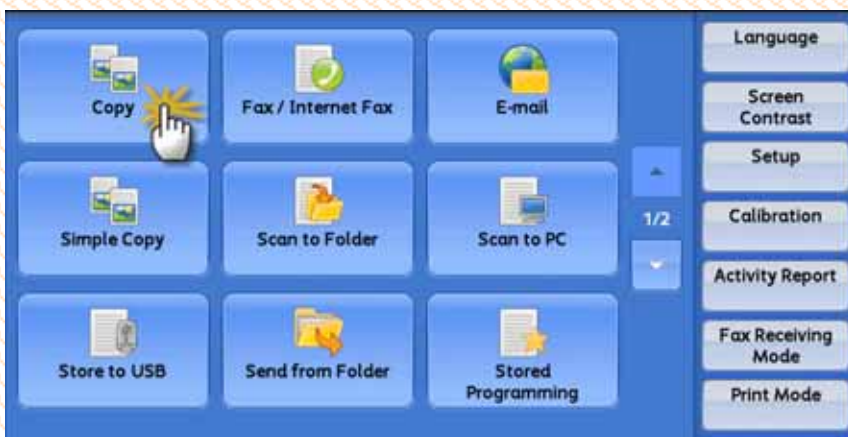 Copy
Fax / Internet Fax
E-mail
Simple Copy
Scan to Folder
Scan to PC
Store to USB
Send from Folder
Stored
Programming
1/2
Language
Screen
Contrast
Setup
Calibration
Activity Report
Fax Receiving
Mode
Print Mode